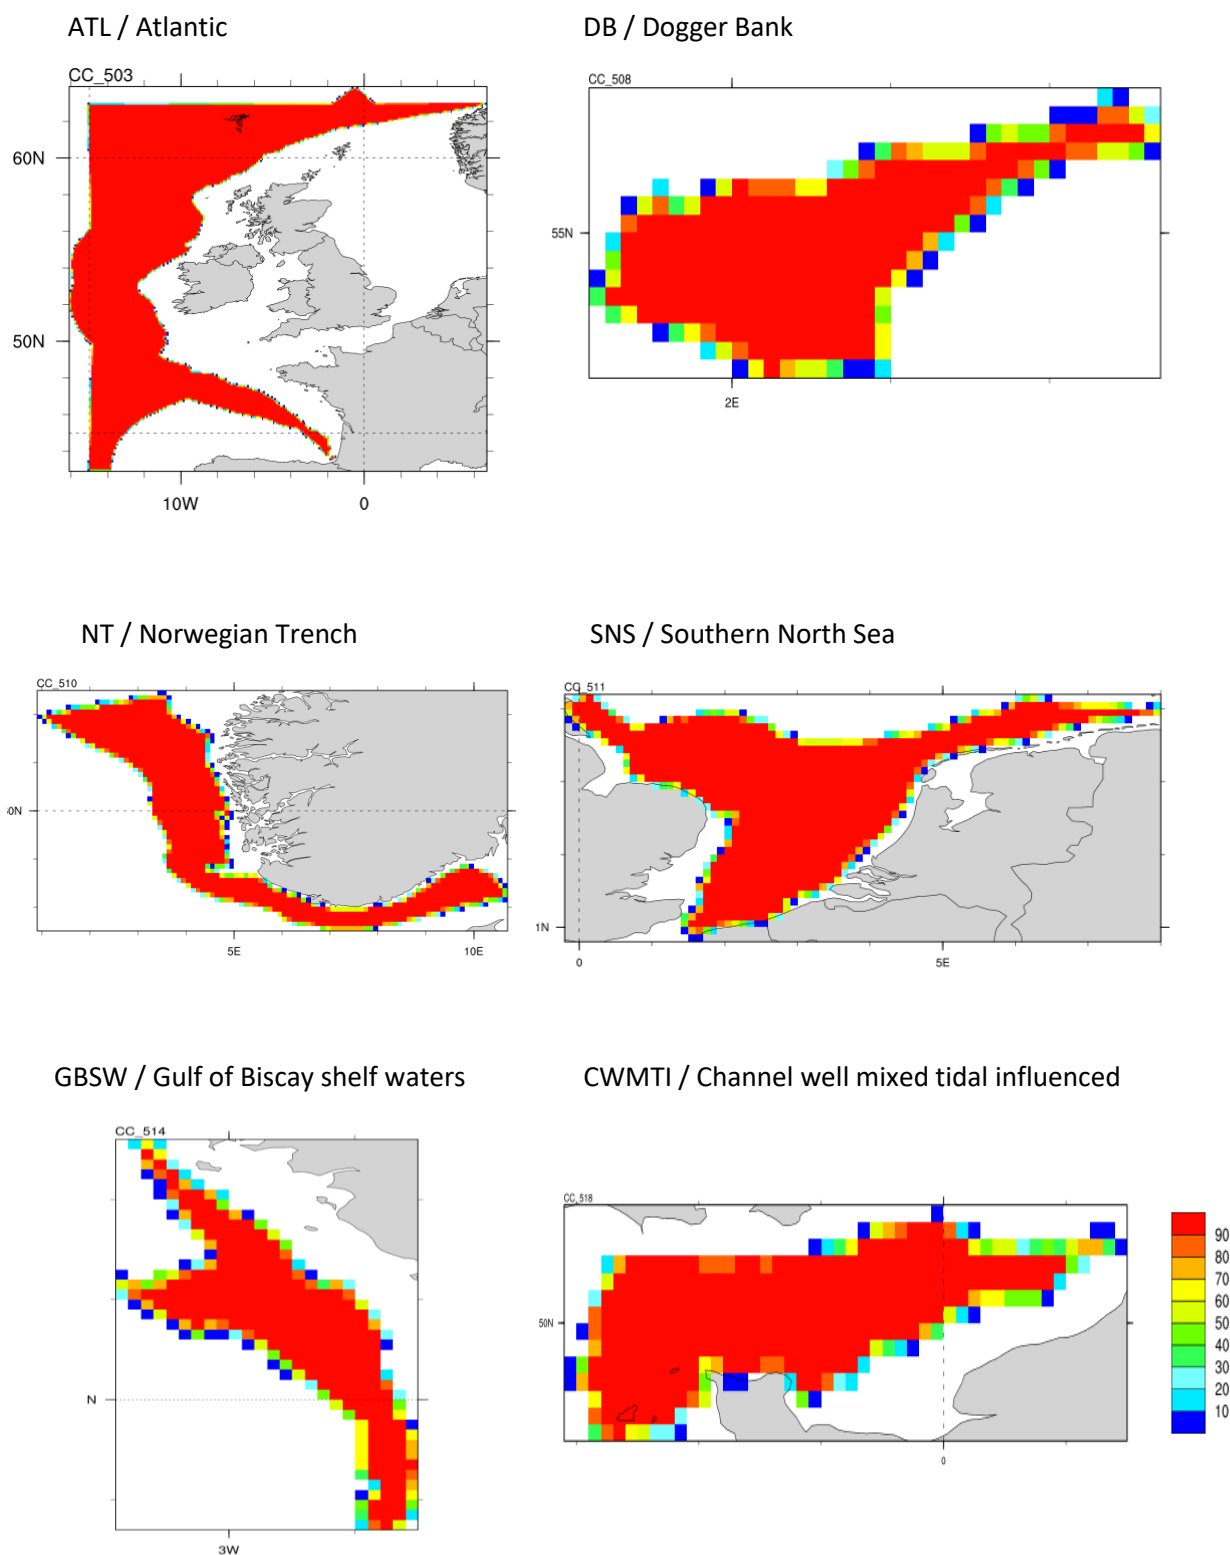 ATL / Atlantic
DB / Dogger Bank
CC_503
60N
50N
10W
0
CC_508
55N
2E
NT / Norwegian Trench
SNS / Southern North Sea
CC_510
0N
5E
10E
CC_511
1N
0
5E
GBSW / Gulf of Biscay shelf waters
CWMTI / Channel well mixed tidal influenced
CC_514
N
3W
CC_518
50N
0
90
80
70
60
50
40
30
20
10